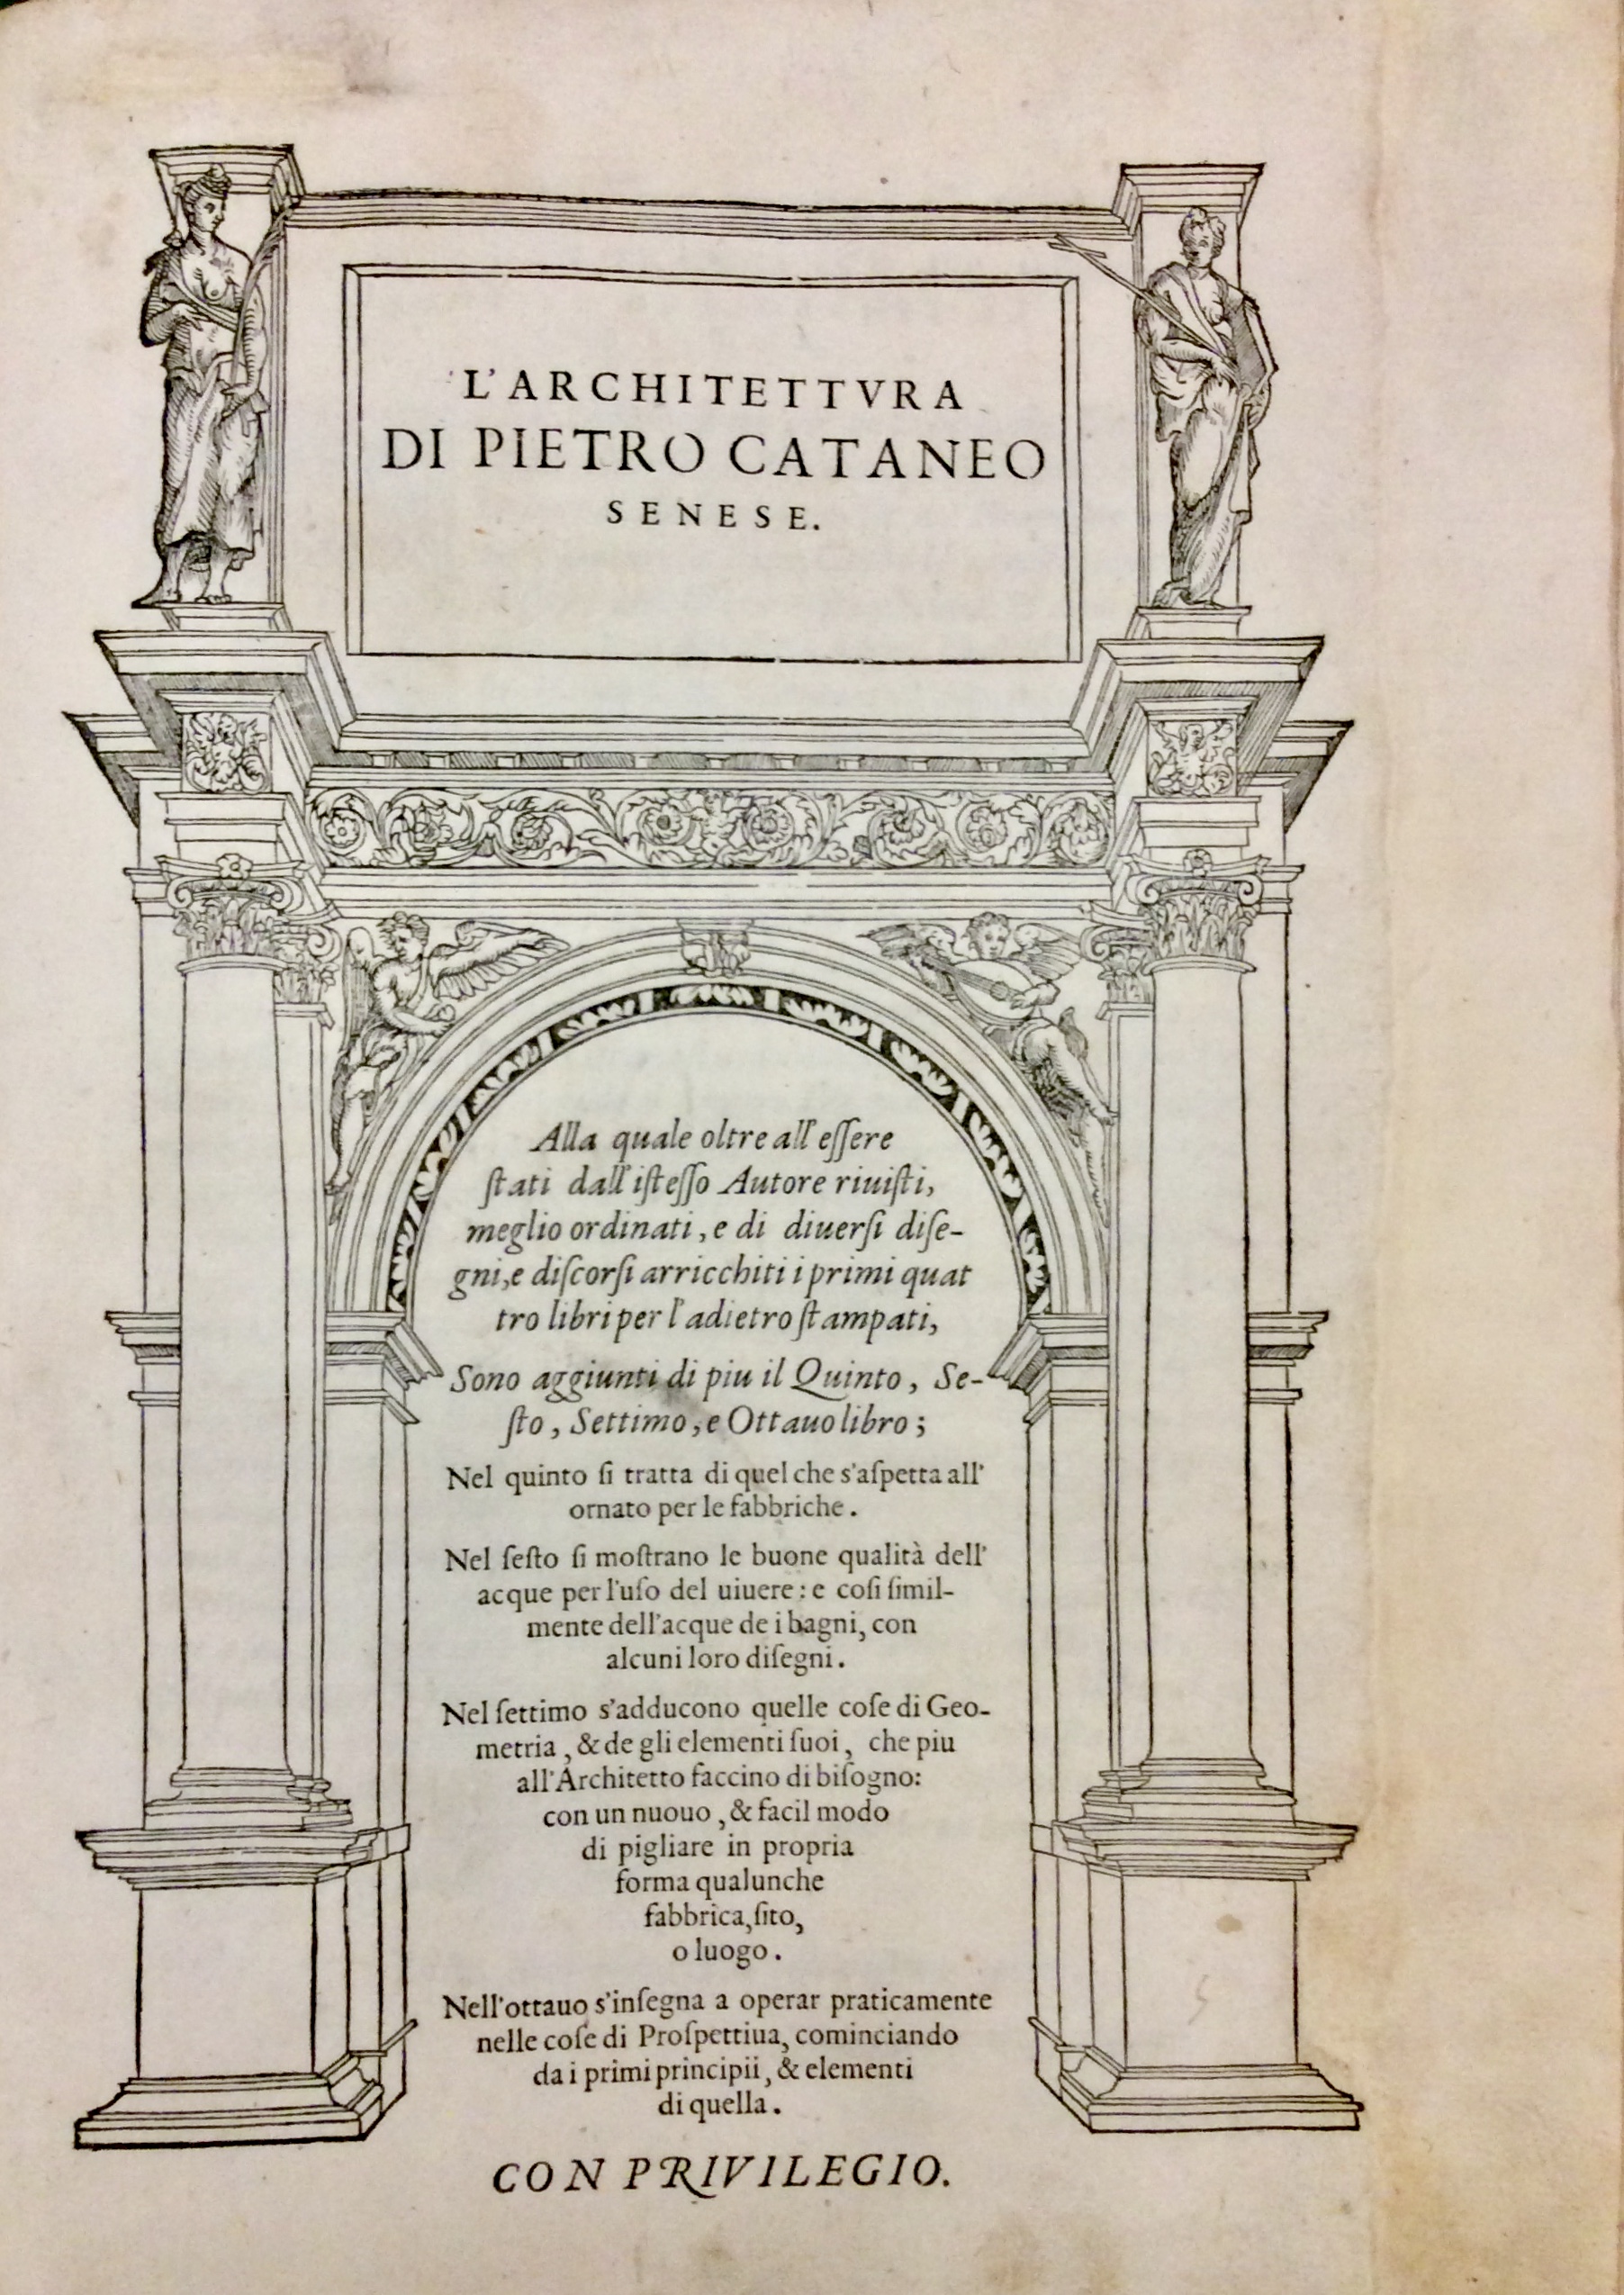 L'ARCHITETTVRA
DI PIETRO CATANEO
SENESE.
Alla quale oltre all'eſſere
ſtati dall'iſteſſo Autore riuiſti,
meglio ordinati, e di diuerſi diſe-
gni, e diſcorſi arricchiti i primi quat
tro libri per l'adietro ſtampati,
Sono aggiunti di piu il Quinto, Se-
ſto, Settimo, e Ottauo libro;
Nel quinto ſi tratta di quel che s'aſpetta all'
ornato per le fabbriche.
Nel ſeſto ſi moſtrano le buone qualità dell'
acque per l'uſo del uiuere: e coſi ſimil-
mente dell'acque de i bagni, con
alcuni loro diſegni.
Nel ſettimo s'adducono quelle coſe di Geo-
metria, & de gli elementi ſuoi, che piu
all'Architetto faccino di biſogno:
con un nuouo, & facil modo
di pigliare in propria
forma qualunche
fabbrica, ſito,
o luogo.
Nell'ottauo s'inſegna a operar praticamente
nelle coſe di Proſpettiua, cominciando
da i primi principii, & elementi
di quella.
CON PRIVILEGIO.